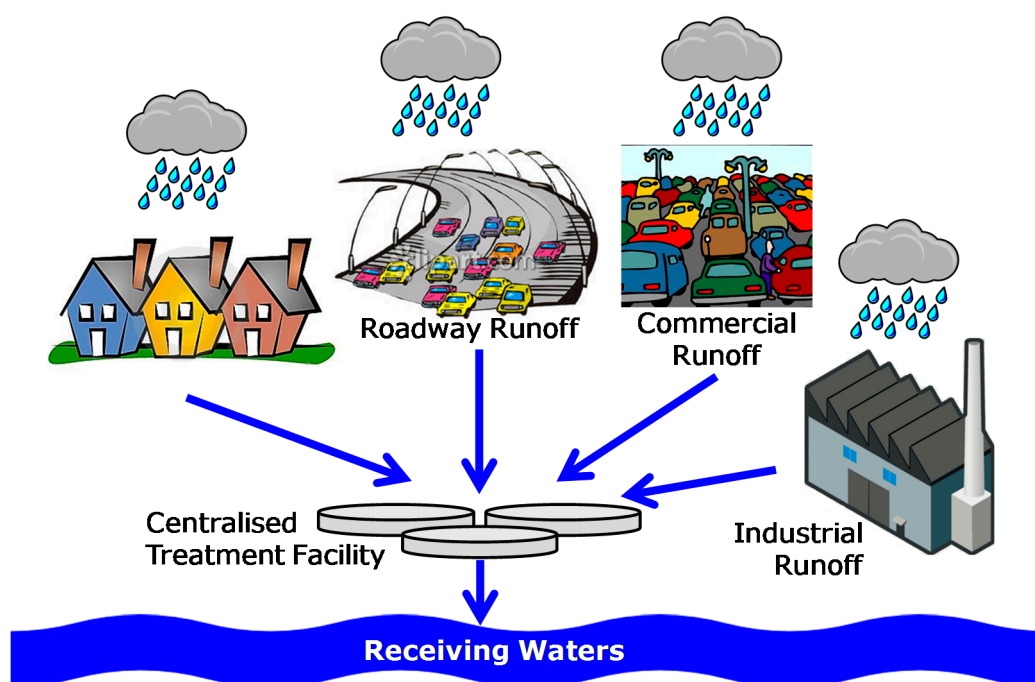 Roadway Runoff
Commercial
Runoff
Centralised
Treatment Facility
Industrial
Runoff
Receiving Waters